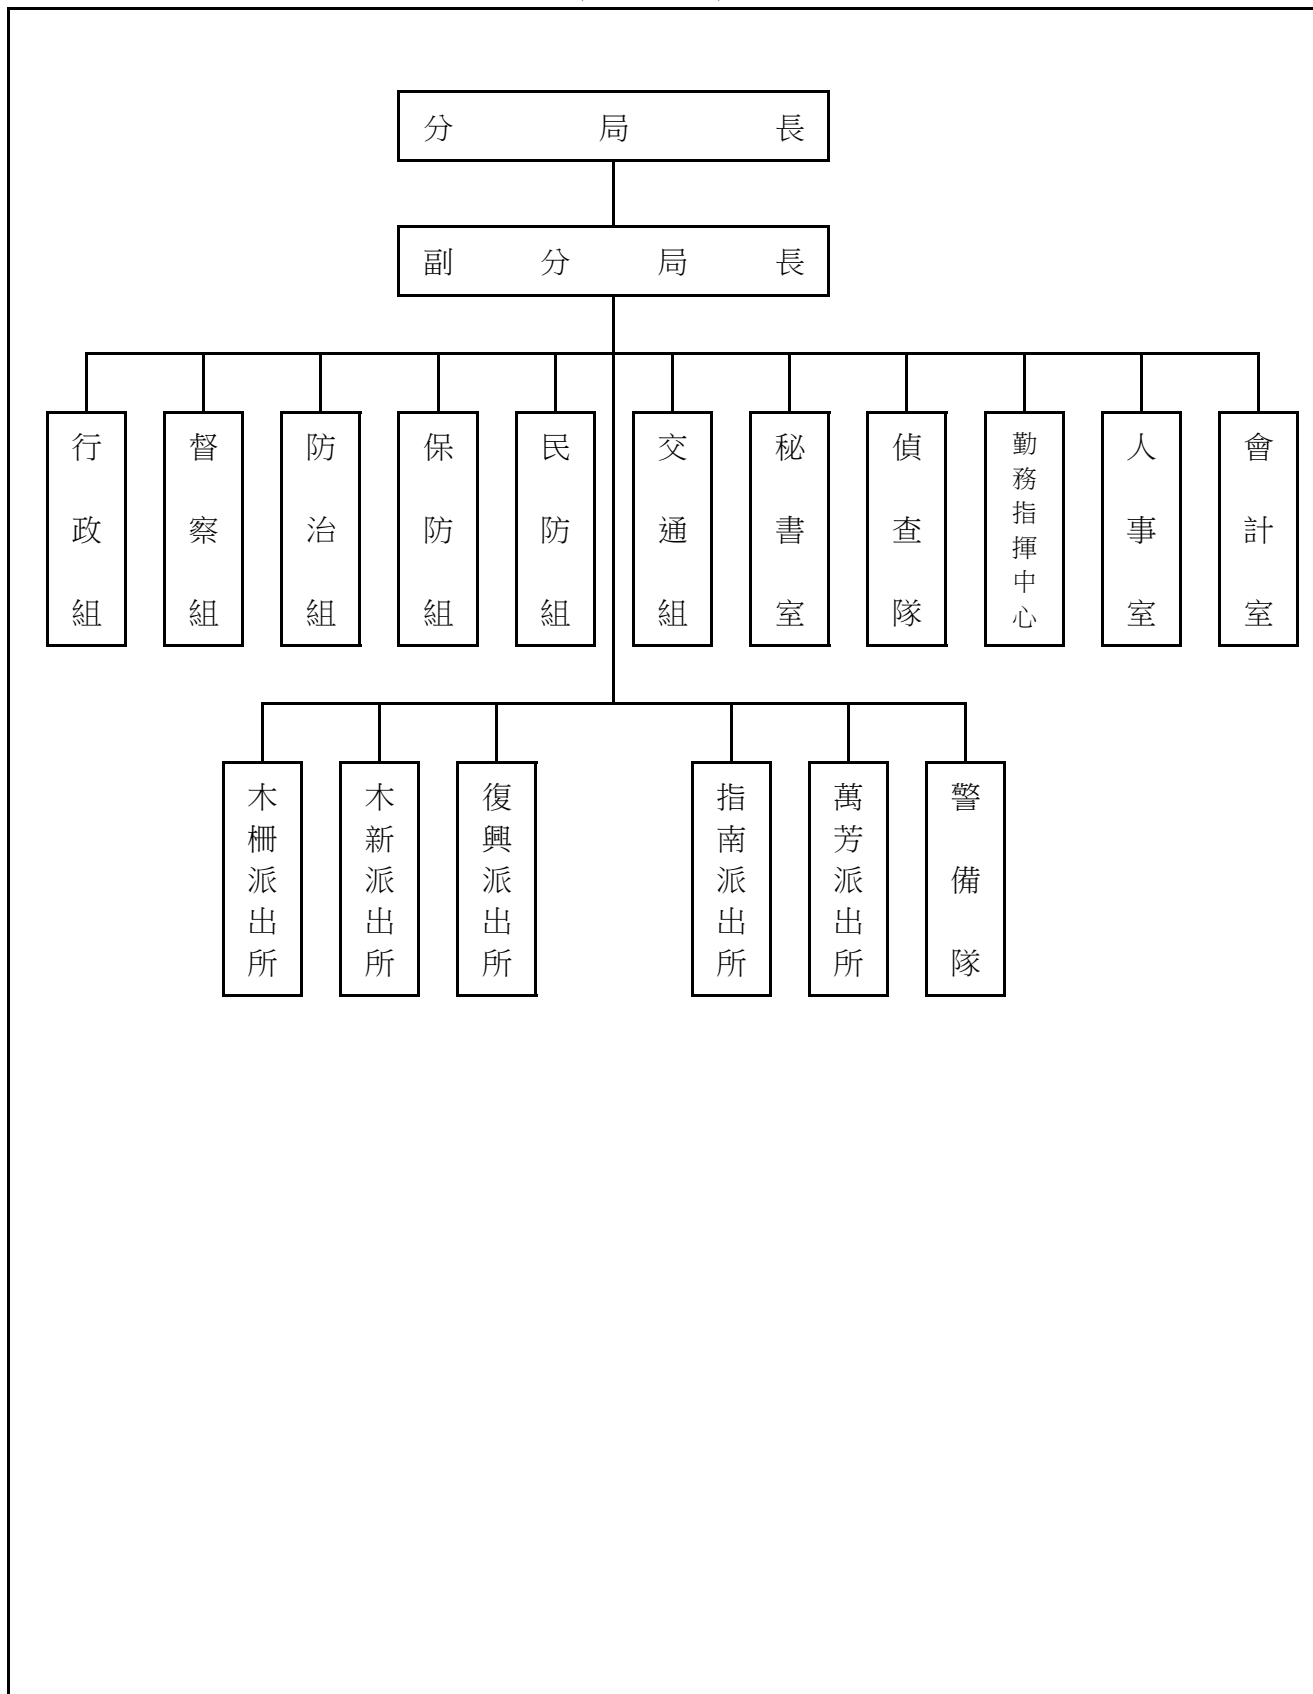 分局長
副分局長
行政組
督察組
防治組
保防組
民防組
交通組
秘書室
偵查隊
勤務指揮中心
人事室
會計室
木柵派出所
木新派出所
復興派出所
指南派出所
萬芳派出所
警備隊